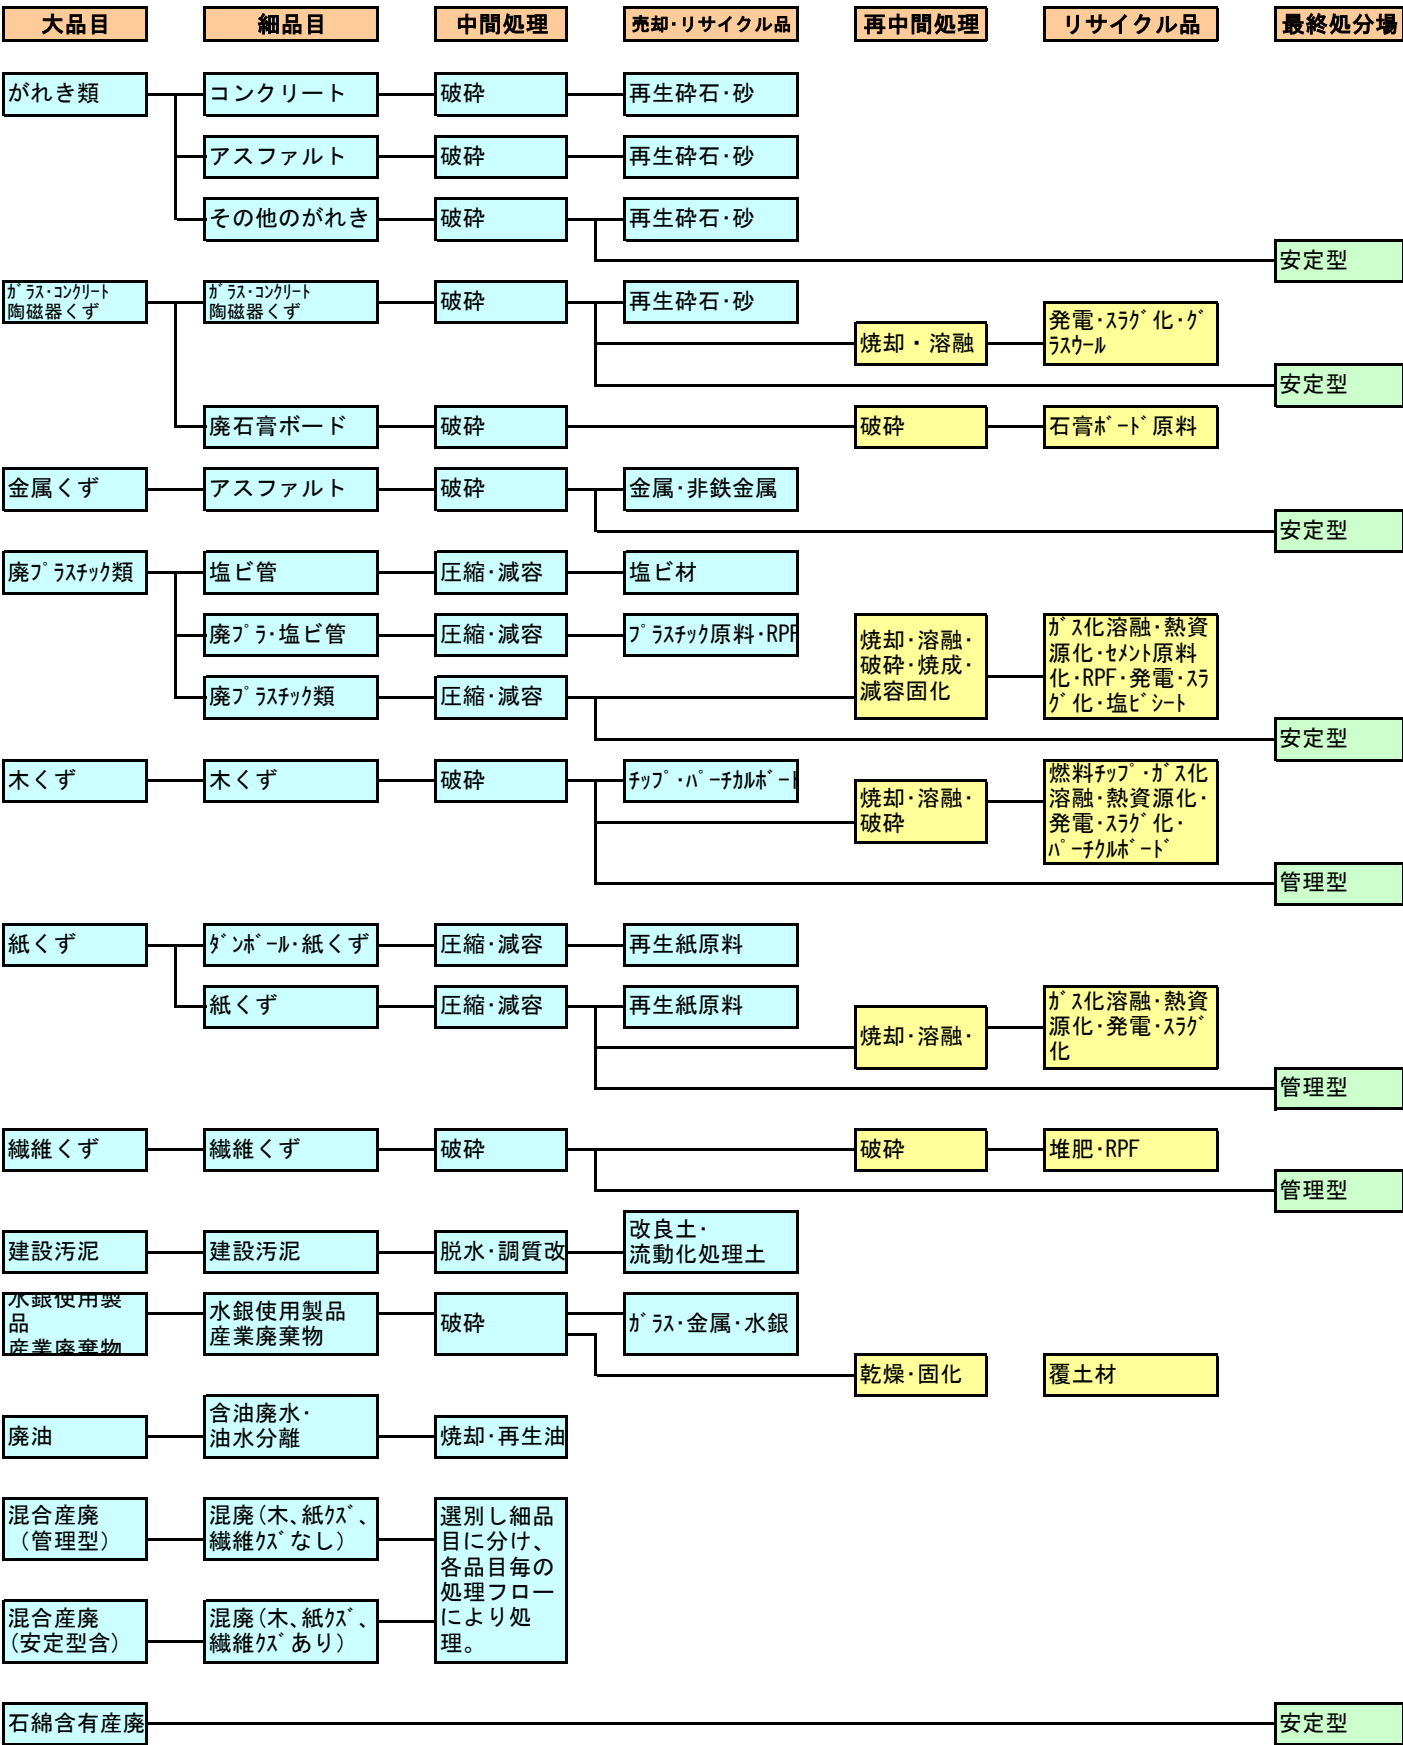 大品目 細品目 中間処理 売却・リサイクル品 再中間処理 リサイクル品 最終処分場
がれき類 コンクリート 破砕 再生砕石・砂
アスファルト 破砕 再生砕石・砂
その他のがれき 破砕 再生砕石・砂
安定型
ｶﾞﾗｽ・ｺﾝｸﾘｰﾄ
陶磁器くず
ｶﾞﾗｽ・ｺﾝｸﾘｰﾄ
陶磁器くず
破砕 再生砕石・砂
焼却・溶融
発電・ｽﾗｸﾞ化・ｸﾞ
ﾗｽｳｰﾙ
安定型
廃石膏ボード 破砕 破砕 石膏ﾎﾞｰﾄﾞ原料
金属くず アスファルト 破砕 金属・非鉄金属
安定型
廃ﾌﾟﾗｽﾁｯｸ類 塩ビ管 圧縮・減容 塩ビ材
廃ﾌﾟﾗ・塩ビ管 圧縮・減容 ﾌﾟﾗｽﾁｯｸ原料・RPF
廃ﾌﾟﾗｽﾁｯｸ類 圧縮・減容
焼却・溶融・
破砕・焼成・
減容固化
ｶﾞｽ化溶融・熱資
源化・ｾﾒﾝﾄ原料
化・RPF・発電・ｽﾗ
ｸﾞ化・塩ﾋﾞｼｰﾄ
安定型
木くず 木くず 破砕 ﾁｯﾌﾟ・ﾊﾟｰﾁｶﾙﾎﾞｰﾄ
焼却・溶融・
破砕
燃料ﾁｯﾌﾟ・ｶﾞｽ化
溶融・熱資源化・
発電・ｽﾗｸﾞ化・
ﾊﾟｰﾁｸﾙﾎﾞｰﾄﾞ
管理型
紙くず ﾀﾞﾝﾎﾞｰﾙ・紙くず 圧縮・減容 再生紙原料
紙くず 圧縮・減容 再生紙原料
焼却・溶融・
ｶﾞｽ化溶融・熱資
源化・発電・ｽﾗｸﾞ
化
管理型
繊維くず 繊維くず 破砕 破砕 堆肥・RPF
管理型
建設汚泥 建設汚泥 脱水・調質改
改良土・
流動化処理土
水銀使用製
品
産業廃棄物
水銀使用製品
産業廃棄物
破砕 ｶﾞﾗｽ・金属・水銀
乾燥・固化 覆土材
廃油
含油廃水・
油水分離
焼却・再生油
混合産廃
（管理型）
混廃（木、紙ｸｽﾞ、
繊維ｸｽﾞなし）
選別し細品
目に分け、
各品目毎の
処理フロー
により処
理。
混合産廃
(安定型含）
混廃（木、紙ｸｽﾞ、
繊維ｸｽﾞあり）
石綿含有産廃 安定型